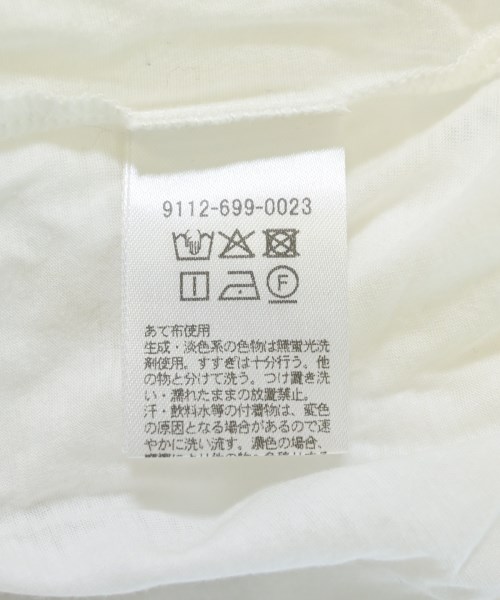 9112-699-0023
F
あて布使用
生成・淡色系の色物は無蛍光洗
剤使用。すすぎは十分行う。他
の物と分けて洗う。つけ置き洗
い・濡れたままの放置禁止。
汗・飲料水等の付着物は、変色
の原因となる場合があるので速
やかに洗い流す。濃色の場合、